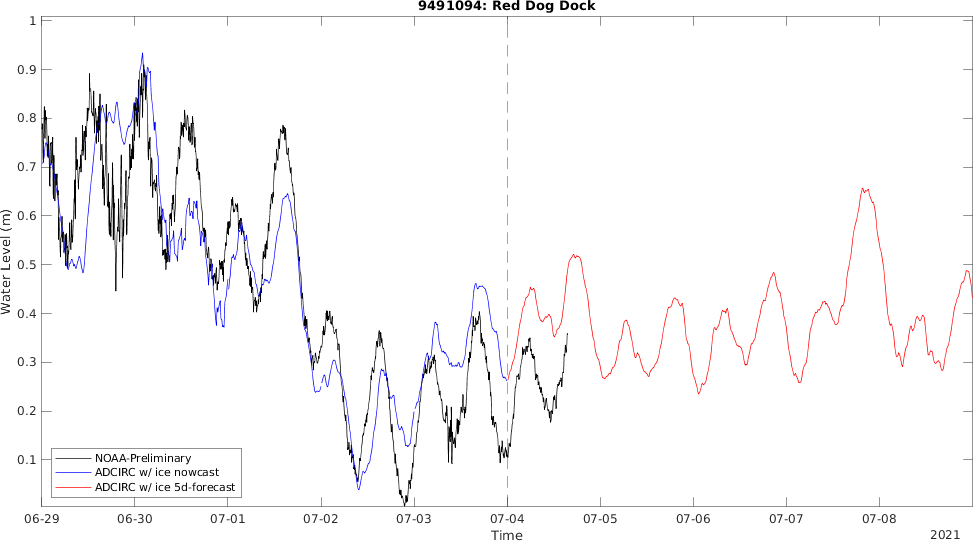 9491094: Red Dog Dock
1
0.9
0.8
0.7
0.6
0.5
0.4
0.3
0.2
0.1
Water Level (m)
NOAA-Preliminary
ADCIRC w/ ice nowcast
ADCIRC w/ ice 5d-forecast
06-29 06-30 07-01 07-02 07-03 07-04 07-05 07-06 07-07 07-08
Time
2021